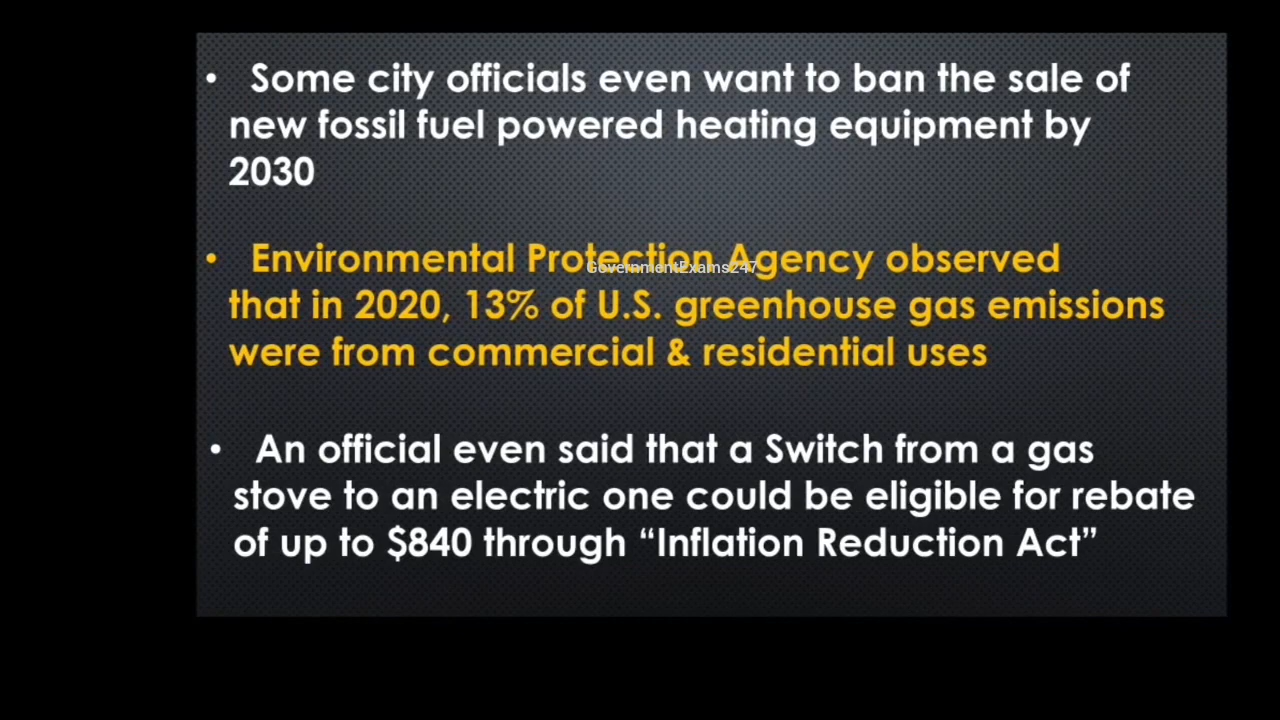 • Some city officials even want to ban the sale of
new fossil fuel powered heating equipment by
2030
• Environmental Protection Agency observed
GovernmentExams247
that in 2020, 13% of U.S. greenhouse gas emissions
were from commercial & residential uses
• An official even said that a Switch from a gas
stove to an electric one could be eligible for rebate
of up to $840 through “Inflation Reduction Act”